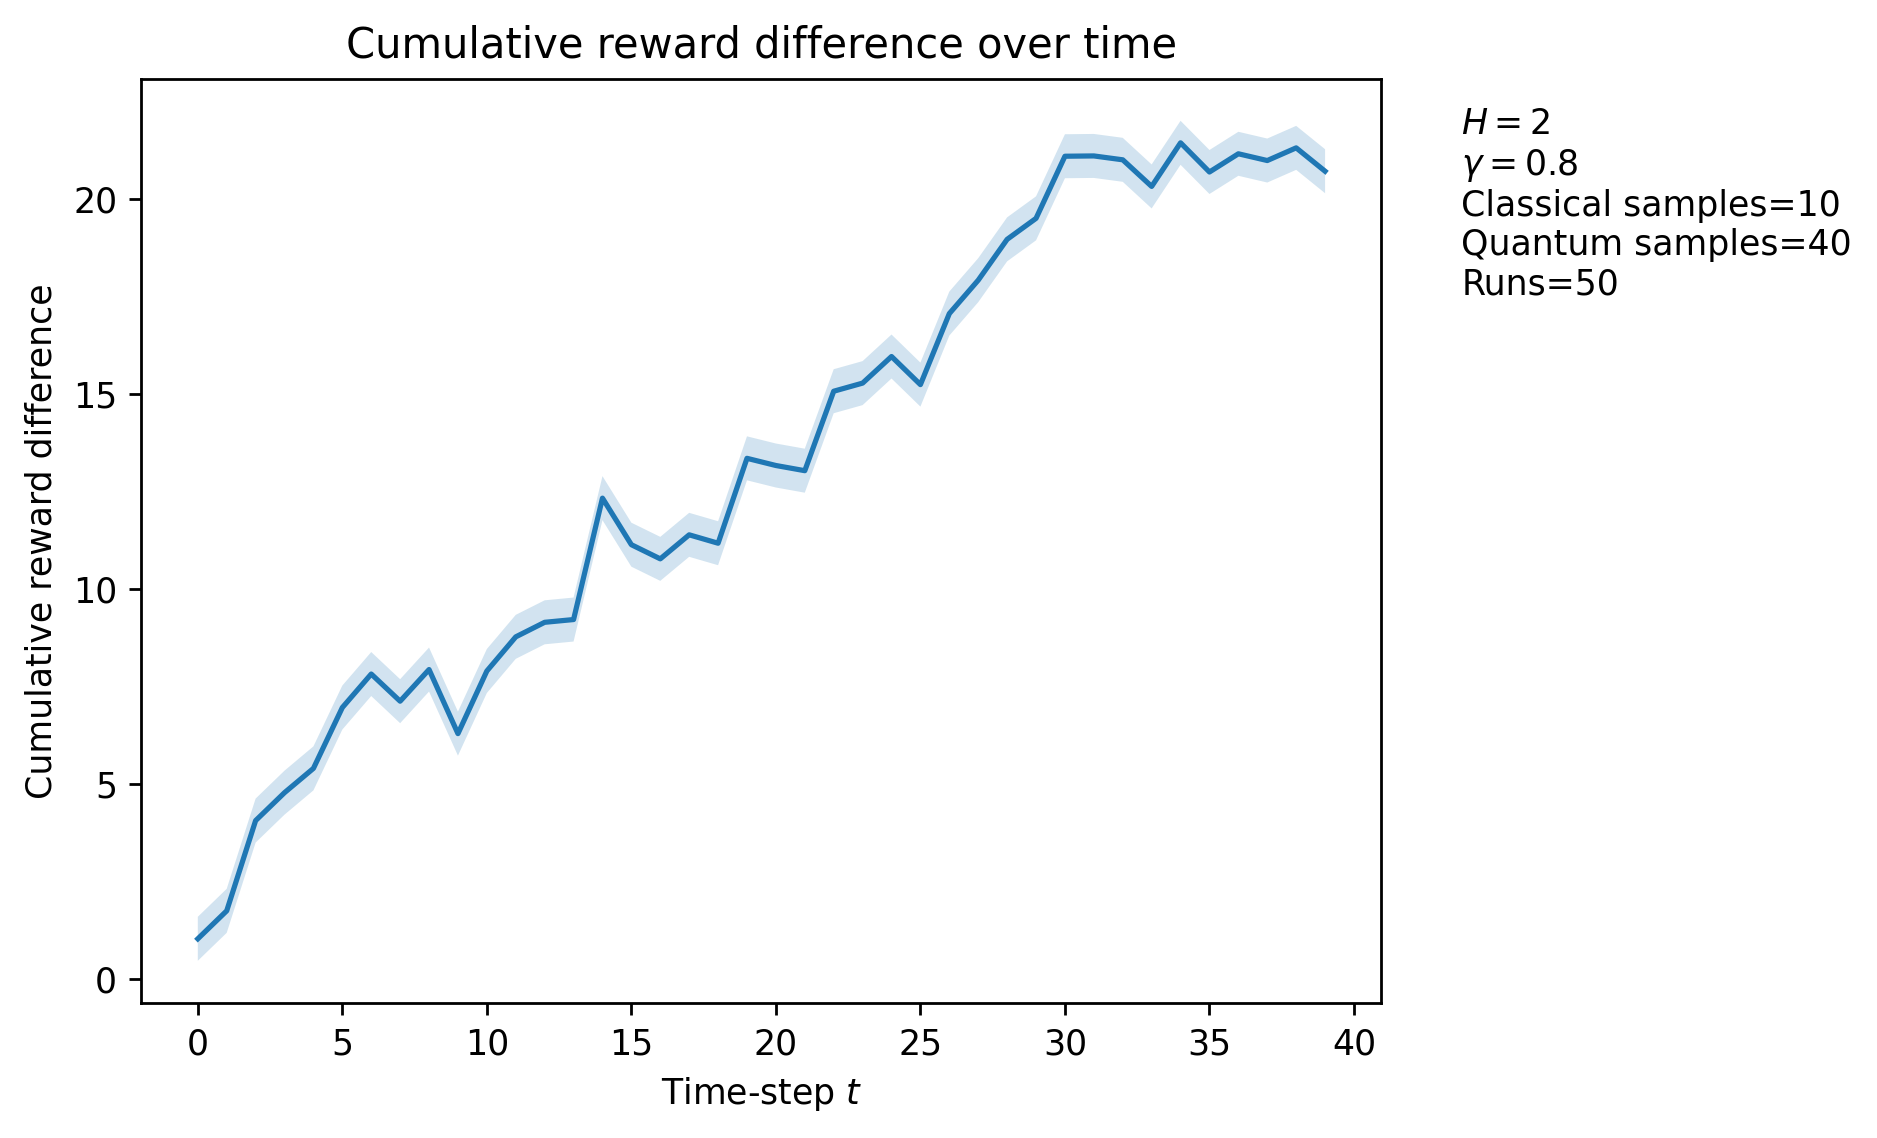 Cumulative reward difference over time
H = 2
γ = 0.8
Classical samples=10
Quantum samples=40
Runs=50
Cumulative reward difference
20
15
10
5
0
0 5 10 15 20 25 30 35 40
Time-step t